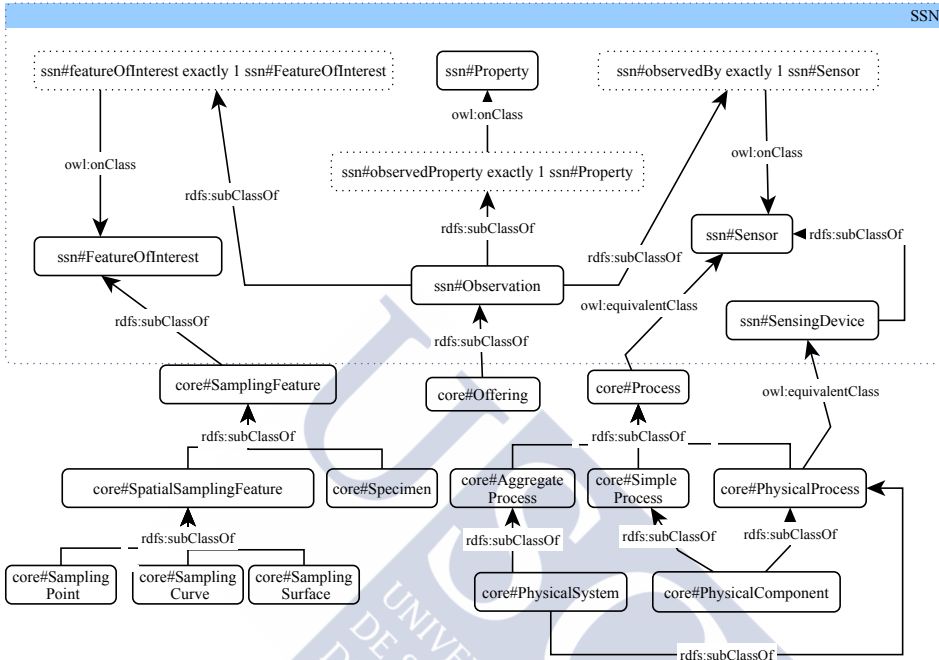 SSN
ssn#featureOfInterest exactly 1 ssn#FeatureOfInterest
ssn#Property
ssn#observedBy exactly 1 ssn#Sensor
owl:onClass
owl:onClass
owl:onClass
ssn#observedProperty exactly 1 ssn#Property
rdfs:subClassOf
rdfs:subClassOf
rdfs:subClassOf
rdfs:subClassOf
ssn#FeatureOfInterest
ssn#Sensor
ssn#Observation
owl:equivalentClass
rdfs:subClassOf
ssn#SensingDevice
rdfs:subClassOf
core#SamplingFeature
core#Offering
core#Process
owl:equivalentClass
rdfs:subClassOf
rdfs:subClassOf
core#SpatialSamplingFeature
core#Specimen
core#Aggregate
Process
core#Simple
Process
core#PhysicalProcess
rdfs:subClassOf
rdfs:subClassOf
rdfs:subClassOf
rdfs:subClassOf
core#Sampling
Point
core#Sampling
Curve
core#Sampling
Surface
core#PhysicalSystem
core#PhysicalComponent
rdfs:subClassOf
USC